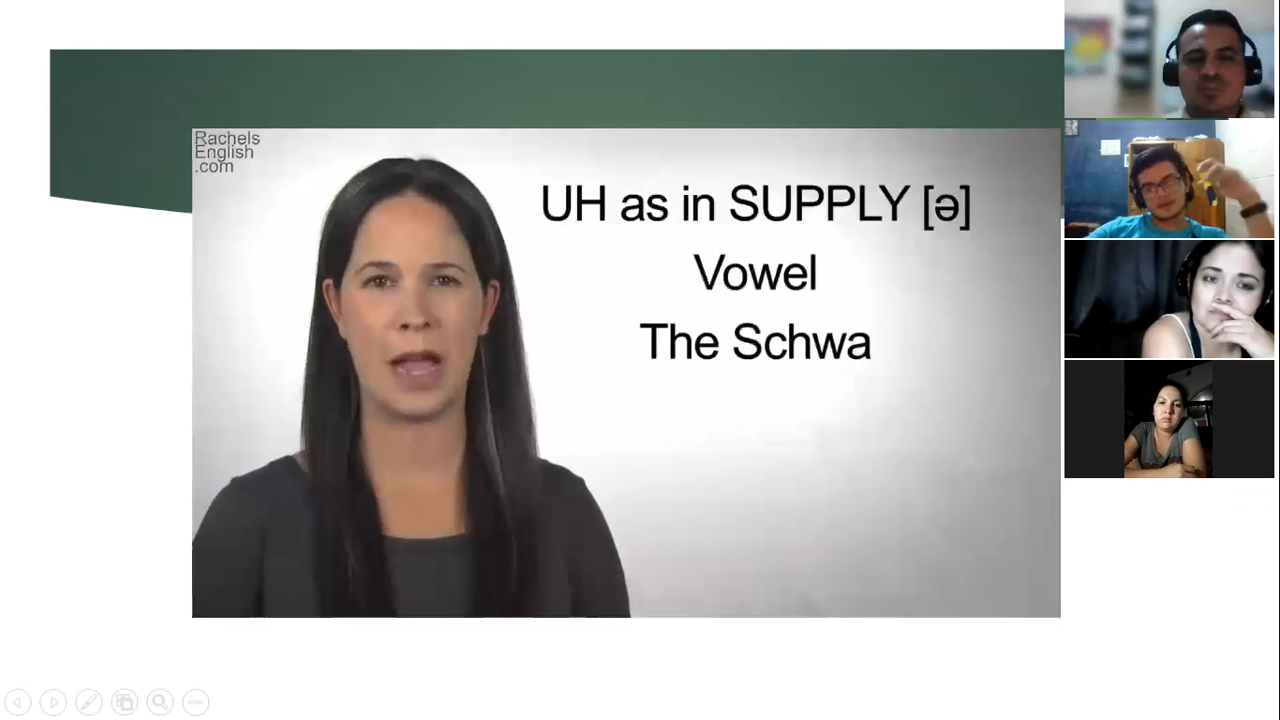 Rachels
English
.com
UH as in SUPPLY [ə]
Vowel
The Schwa